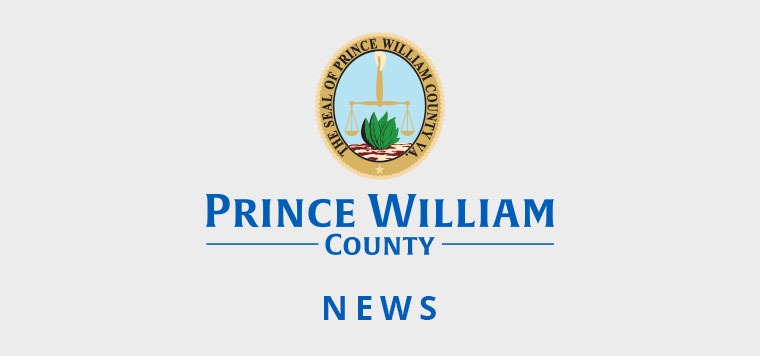 THE SEAL OF PRINCE WILLIAM COUNTY VA.
PRINCE WILLIAM
COUNTY
NEWS